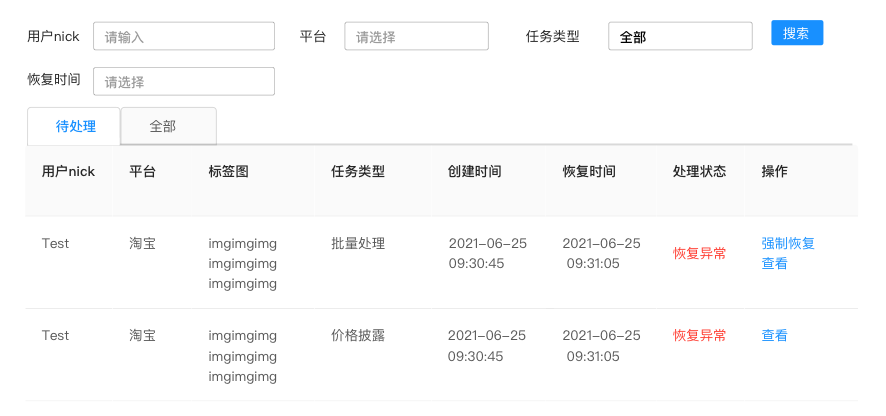 用户nick 请输入 平台 请选择 任务类型 全部 搜索
恢复时间 请选择
待处理 全部
用户nick 平台 标签图 任务类型 创建时间 恢复时间 处理状态 操作
Test 淘宝 imgimgimg 批量处理 2021-06-25 2021-06-25 恢复异常 强制恢复
imgimgimg 09:30:45 09:31:05 查看
imgimgimg
Test 淘宝 imgimgimg 价格披露 2021-06-25 2021-06-25 恢复异常 查看
imgimgimg 09:30:45 09:31:05
imgimgimg